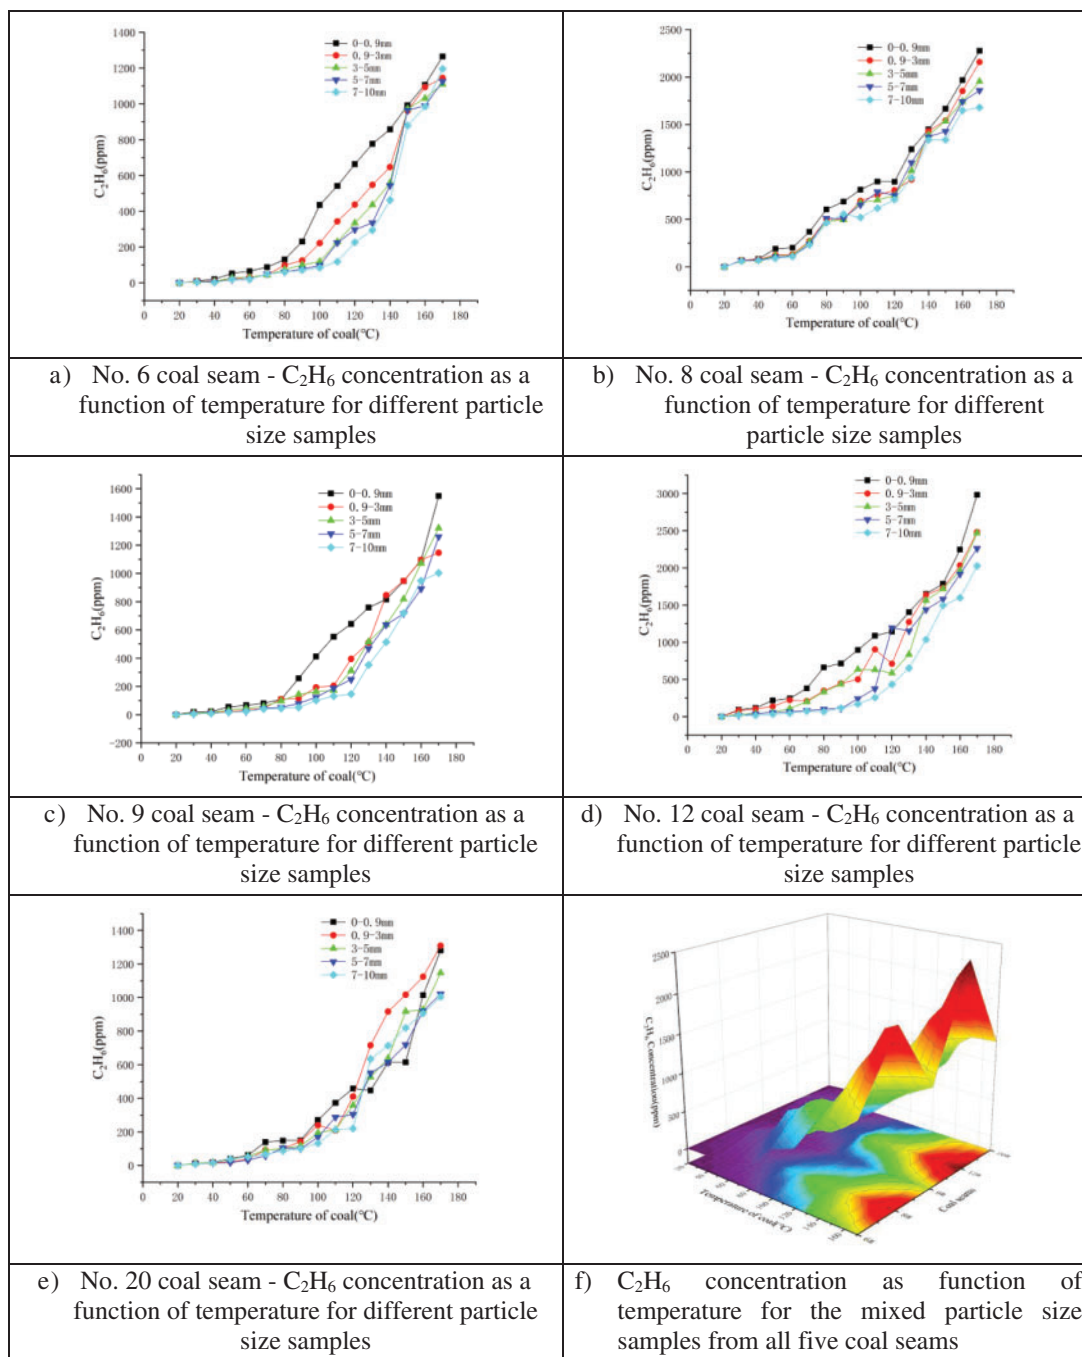 1400
1200
1000
800
600
400
200
0
C₂H₆(ppm)
0-0.9mm
0.9-3mm
3-5mm
5-7mm
7-10mm
0 20 40 60 80 100 120 140 160 180
Temperature of coal(℃)
2500
2000
1500
1000
500
0
C₂H₆(ppm)
0-0.9mm
0.9-3mm
3-5mm
5-7mm
7-10mm
0 20 40 60 80 100 120 140 160 180
Temperature of coal(℃)
a) No. 6 coal seam - C₂H₆ concentration as a
function of temperature for different particle
size samples
b) No. 8 coal seam - C₂H₆ concentration as a
function of temperature for different
particle size samples
1600
1400
1200
1000
800
600
400
200
0
-200
C₂H₆(ppm)
0-0.9mm
0.9-3mm
3-5mm
5-7mm
7-10mm
0 20 40 60 80 100 120 140 160 180
Temperature of coal(℃)
3000
2500
2000
1500
1000
500
0
C₂H₆(ppm)
0-0.9mm
0.9-3mm
3-5mm
5-7mm
7-10mm
0 20 40 60 80 100 120 140 160 180
Temperature of coal(℃)
c) No. 9 coal seam - C₂H₆ concentration as a
function of temperature for different particle
size samples
d) No. 12 coal seam - C₂H₆ concentration as a
function of temperature for different particle
size samples
1400
1200
1000
800
600
400
200
0
C₂H₆(ppm)
0-0.9mm
0.9-3mm
3-5mm
5-7mm
7-10mm
0 20 40 60 80 100 120 140 160 180
Temperature of coal(℃)
2500
2000
1500
1000
500
0
C₂H₆ Concentration(ppm)
Temperature of coal(℃)
Coal seams
e) No. 20 coal seam - C₂H₆ concentration as a
function of temperature for different particle
size samples
f) C₂H₆ concentration as function of
temperature for the mixed particle size
samples from all five coal seams